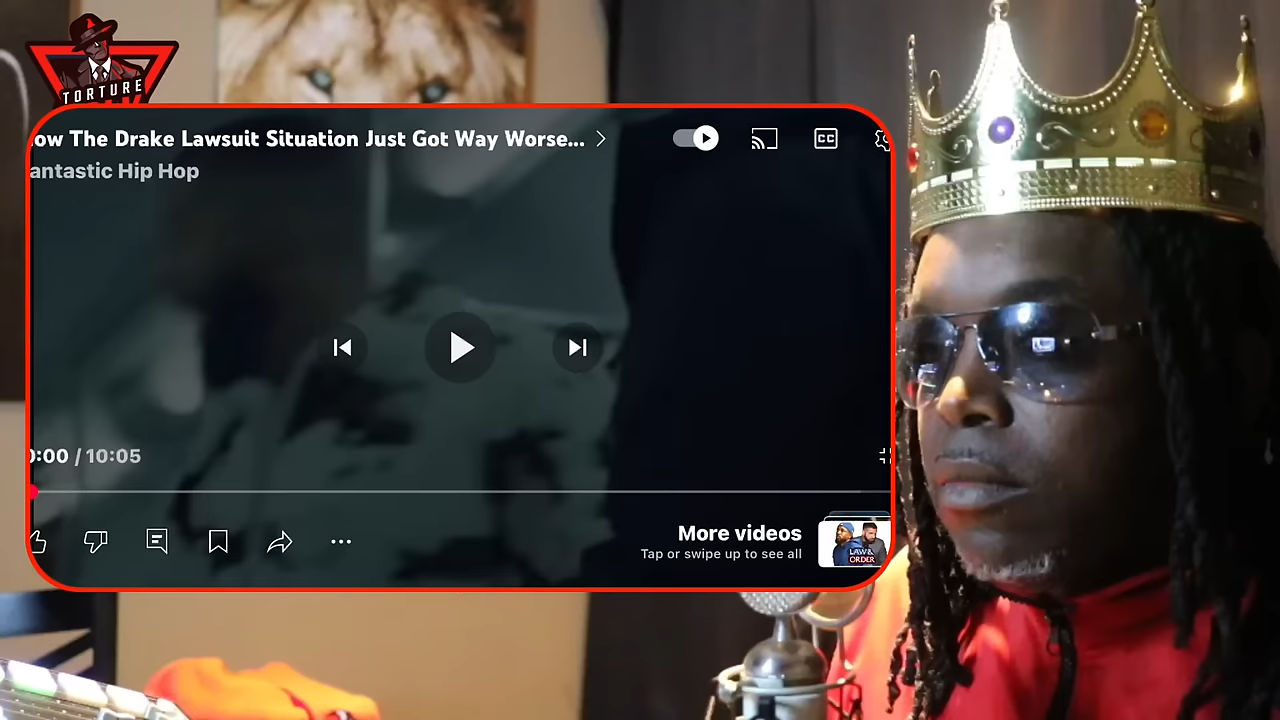 TORTURE
ow The Drake Lawsuit Situation Just Got Way Worse...
antastic Hip Hop
CC
0:00 / 10:05
More videos
Tap or swipe up to see all
LAW&
ORDER